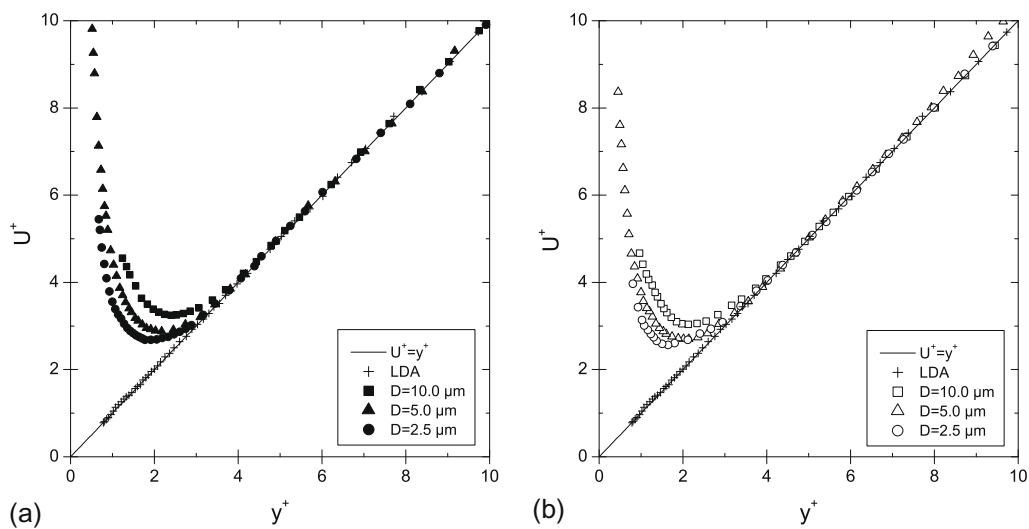 10
8
6
4
2
0
U⁺
0 2 4 6 8 10
y⁺
U⁺=y⁺
LDA
D=10.0 µm
D=5.0 µm
D=2.5 µm
(a)
10
8
6
4
2
0
U⁺
0 2 4 6 8 10
y⁺
U⁺=y⁺
LDA
D=10.0 µm
D=5.0 µm
D=2.5 µm
(b)